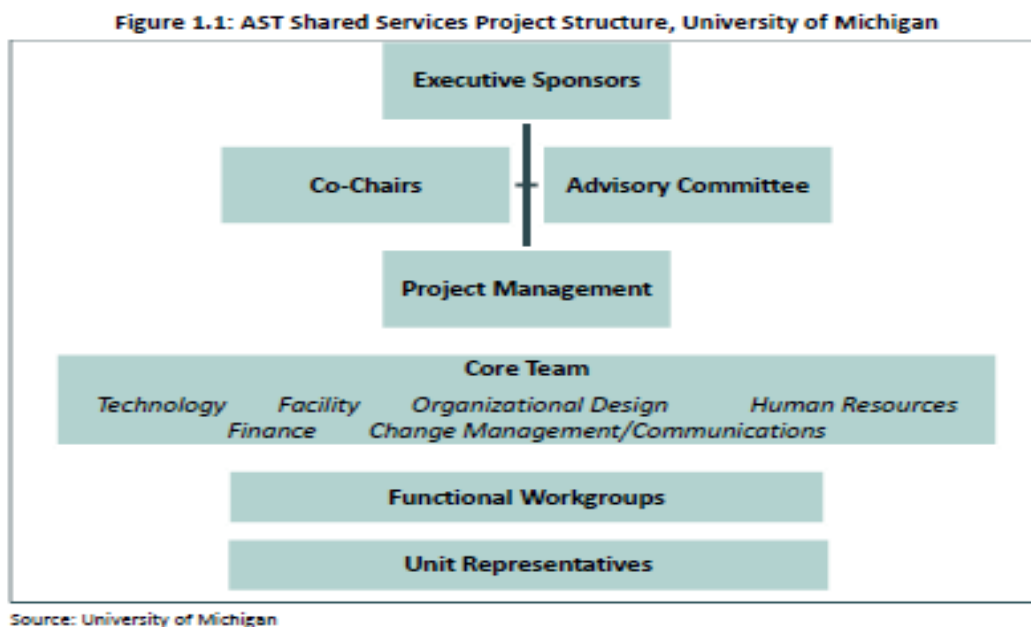 Figure 1.1: AST Shared Services Project Structure, University of Michigan
Executive Sponsors
Co-Chairs
Advisory Committee
Project Management
Core Team
Technology Facility Organizational Design Human Resources
Finance Change Management/Communications
Functional Workgroups
Unit Representatives
Source: University of Michigan